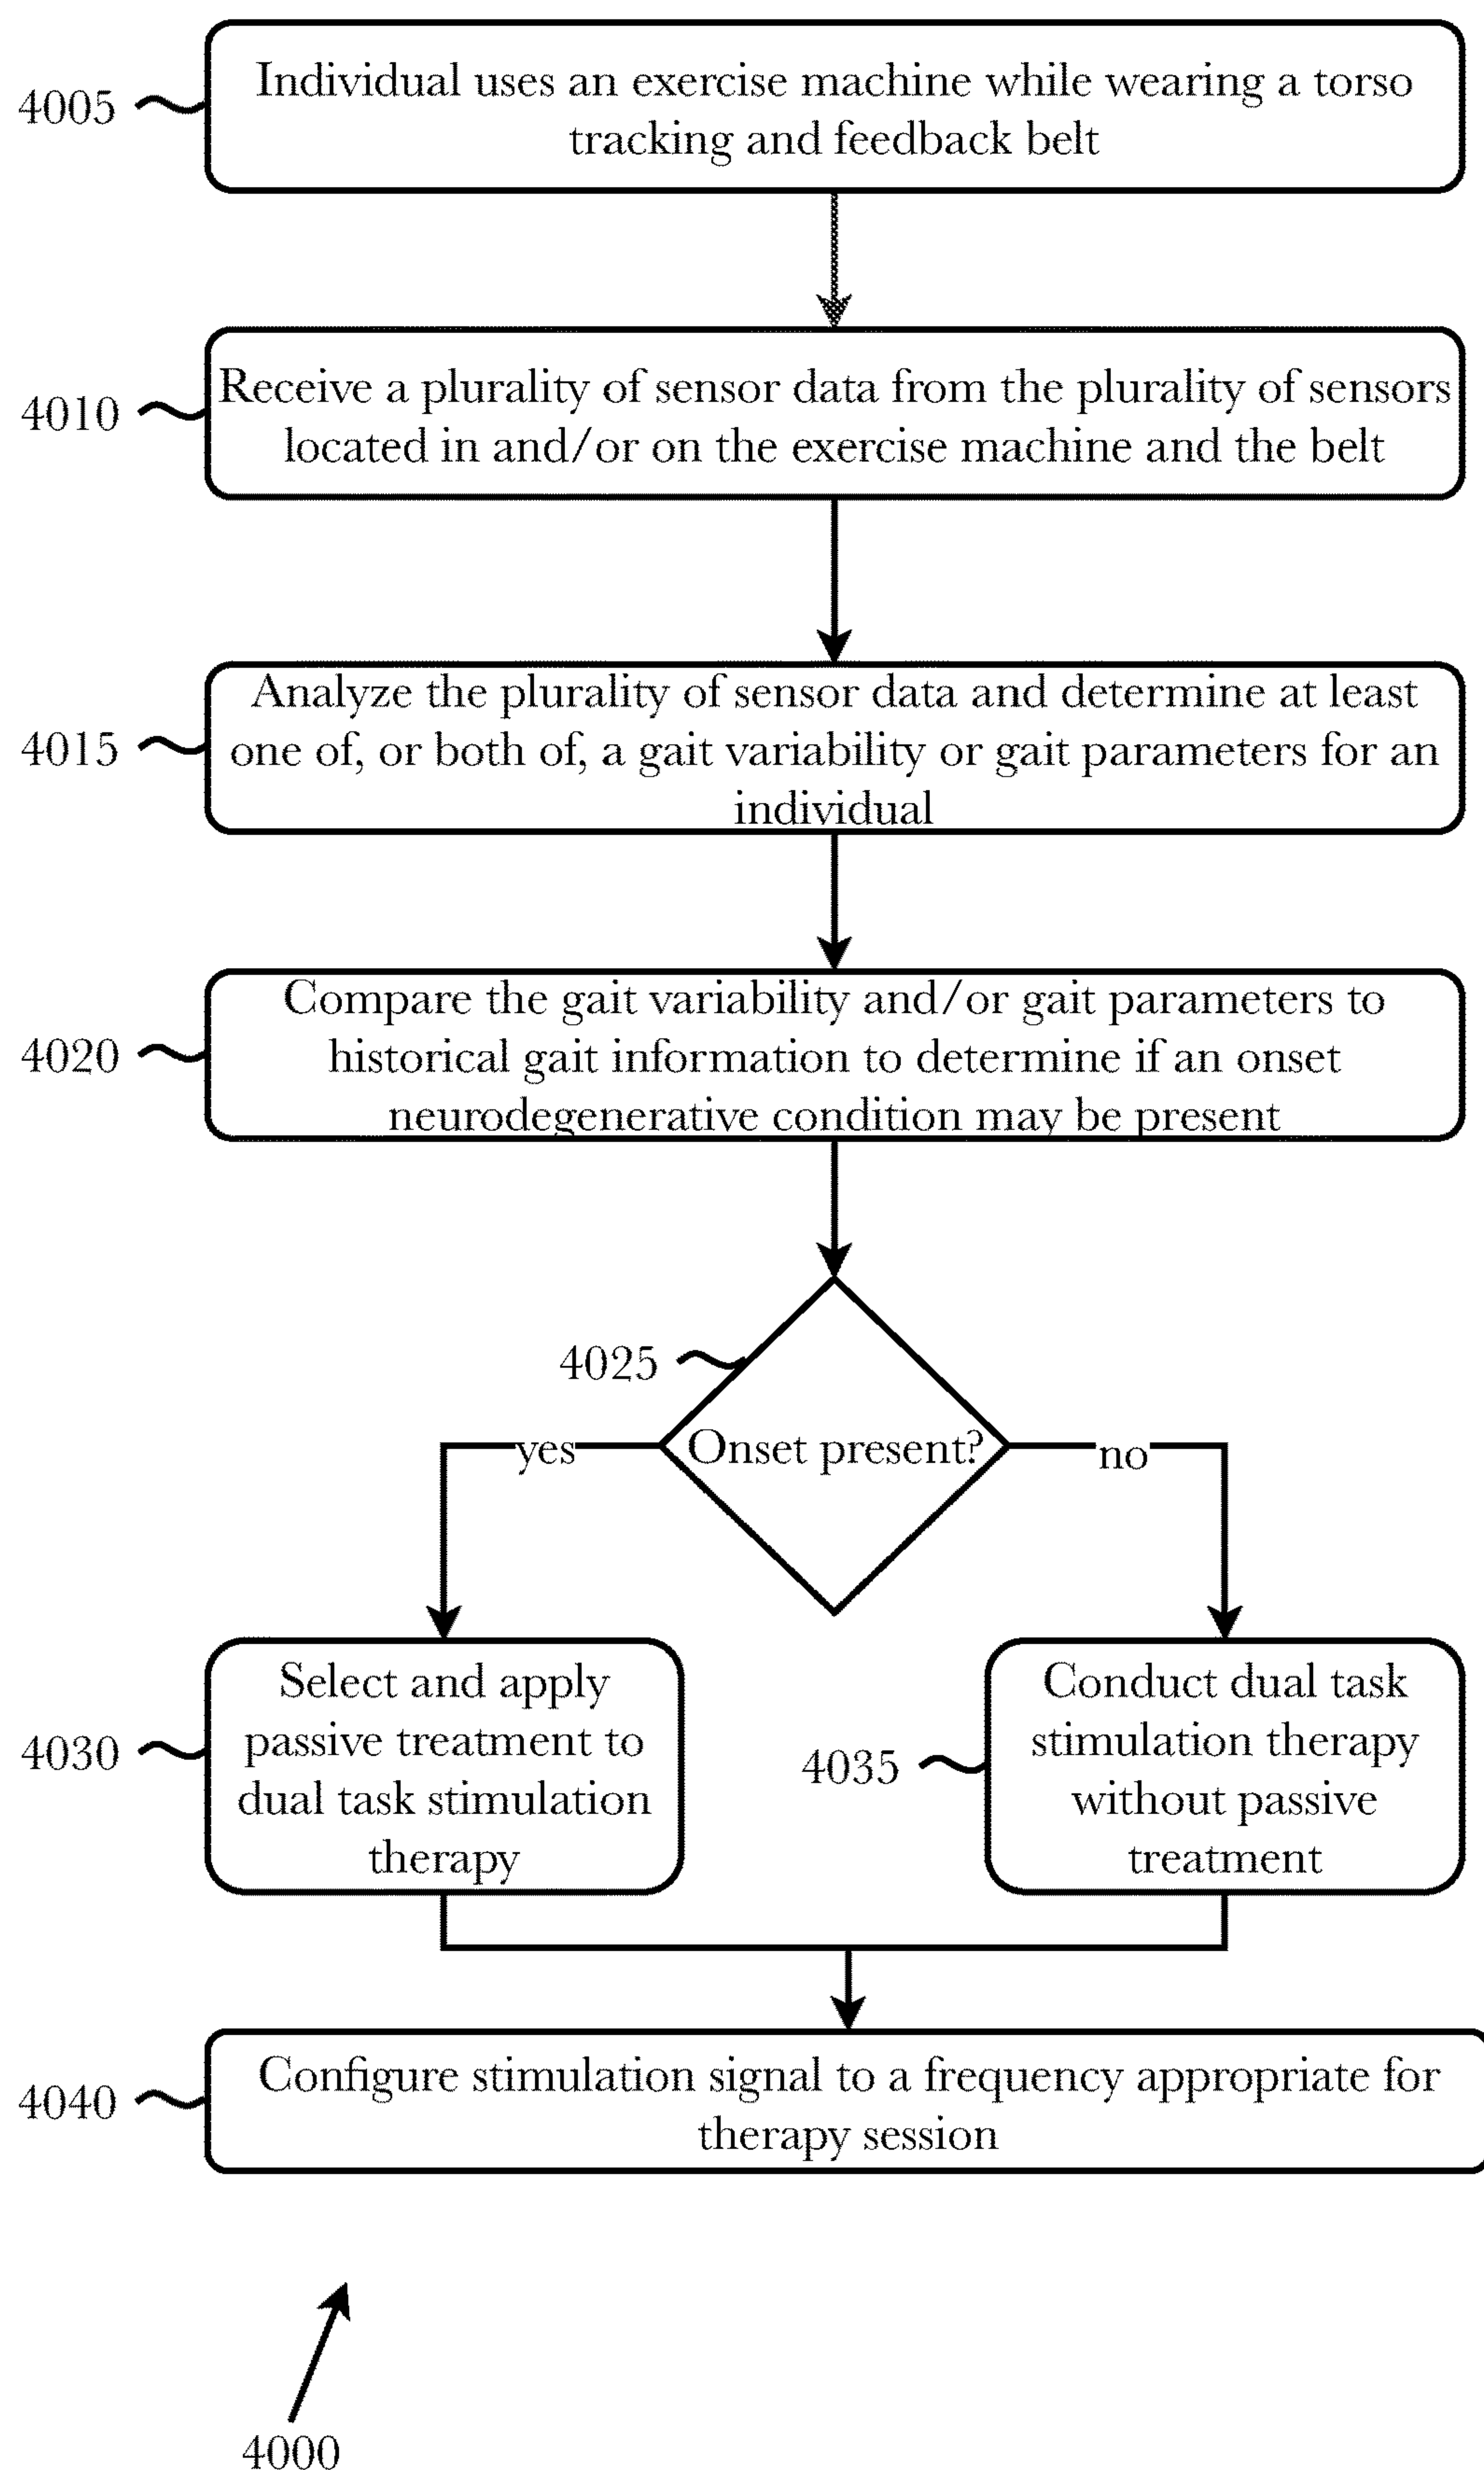 4005
Individual uses an exercise machine while wearing a torso
tracking and feedback belt
4010
Receive a plurality of sensor data from the plurality of sensors
located in and/or on the exercise machine and the belt
4015
Analyze the plurality of sensor data and determine at least
one of, or both of, a gait variability or gait parameters for an
individual
4020
Compare the gait variability and/or gait parameters to
historical gait information to determine if an onset
neurodegenerative condition may be present
4025
Onset present?
yes
no
4030
Select and apply
passive treatment to
dual task stimulation
therapy
4035
Conduct dual task
stimulation therapy
without passive
treatment
4040
Configure stimulation signal to a frequency appropriate for
therapy session
4000